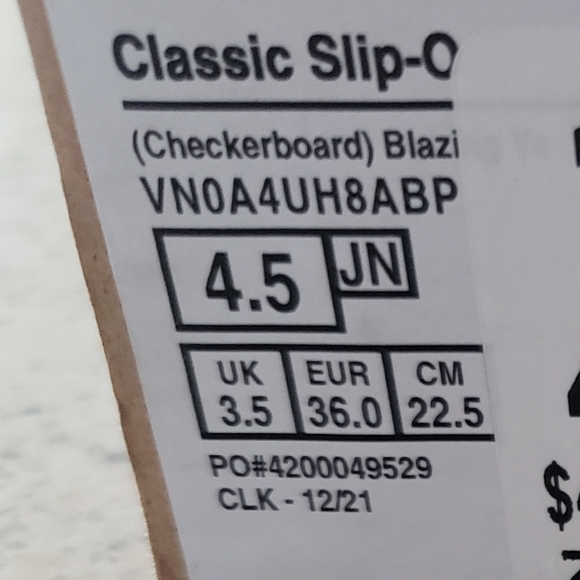 Classic Slip-O
(Checkerboard) Blazi
VN0A4UH8ABP
4.5 JN
UK EUR CM
3.5 36.0 22.5
PO#4200049529
CLK - 12/21
$